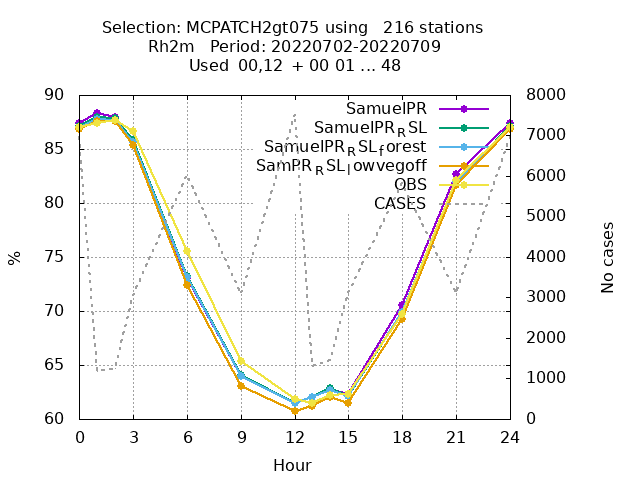 Selection: MCPATCH2gt075 using   216 stations
Rh2m   Period: 20220702-20220709
Used  00,12  + 00 01 ... 48
SamuelPR
SamuelPR_RSL
SamuelPR_RSL_forest
SamPR_RSL_lowvegoff
OBS
CASES
90
85
80
75
70
65
60
%
8000
7000
6000
5000
4000
3000
2000
1000
0
No cases
0 3 6 9 12 15 18 21 24
Hour